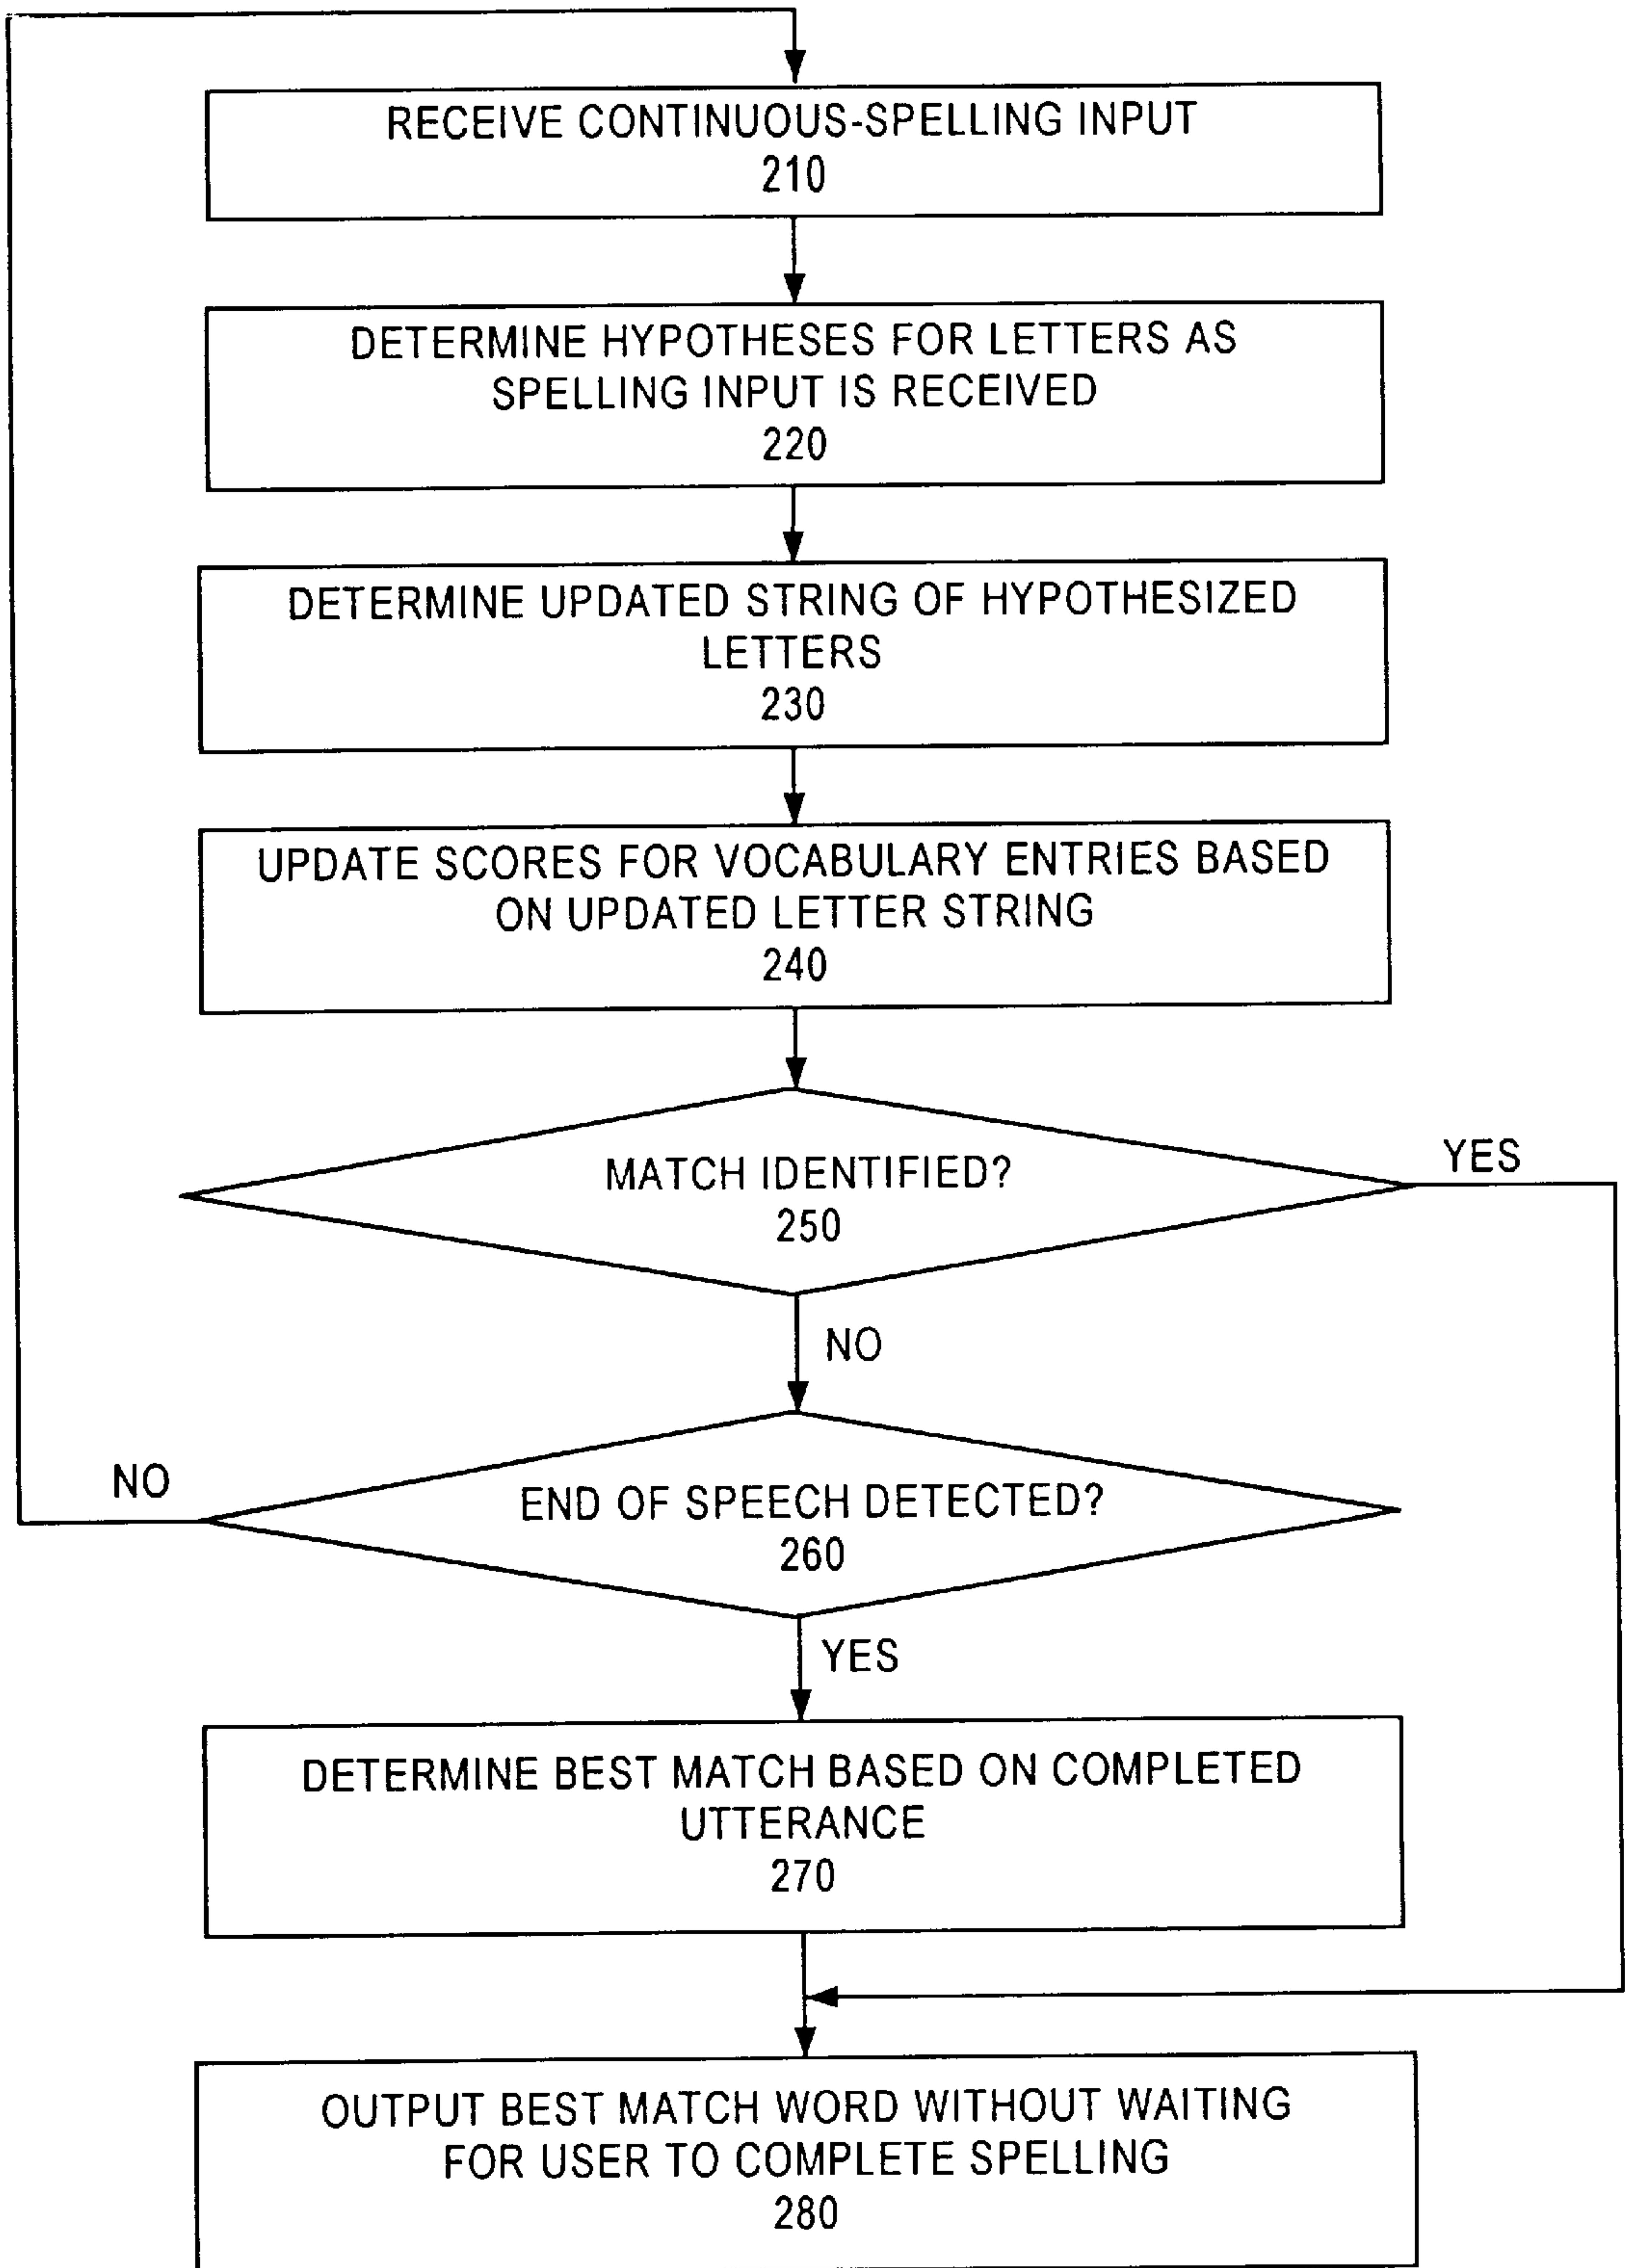 RECEIVE CONTINUOUS-SPELLING INPUT
210
DETERMINE HYPOTHESES FOR LETTERS AS
SPELLING INPUT IS RECEIVED
220
DETERMINE UPDATED STRING OF HYPOTHESIZED
LETTERS
230
UPDATE SCORES FOR VOCABULARY ENTRIES BASED
ON UPDATED LETTER STRING
240
MATCH IDENTIFIED?
250
YES
NO
END OF SPEECH DETECTED?
260
NO
YES
DETERMINE BEST MATCH BASED ON COMPLETED
UTTERANCE
270
OUTPUT BEST MATCH WORD WITHOUT WAITING
FOR USER TO COMPLETE SPELLING
280